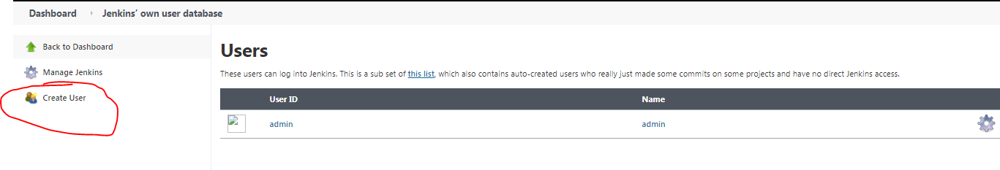 Dashboard Jenkins’ own user database
Back to Dashboard
Manage Jenkins
Create User
Users
These users can log into Jenkins. This is a sub set of this list, which also contains auto-created users who really just made some commits on some projects and have no direct Jenkins access.
User ID Name
admin admin